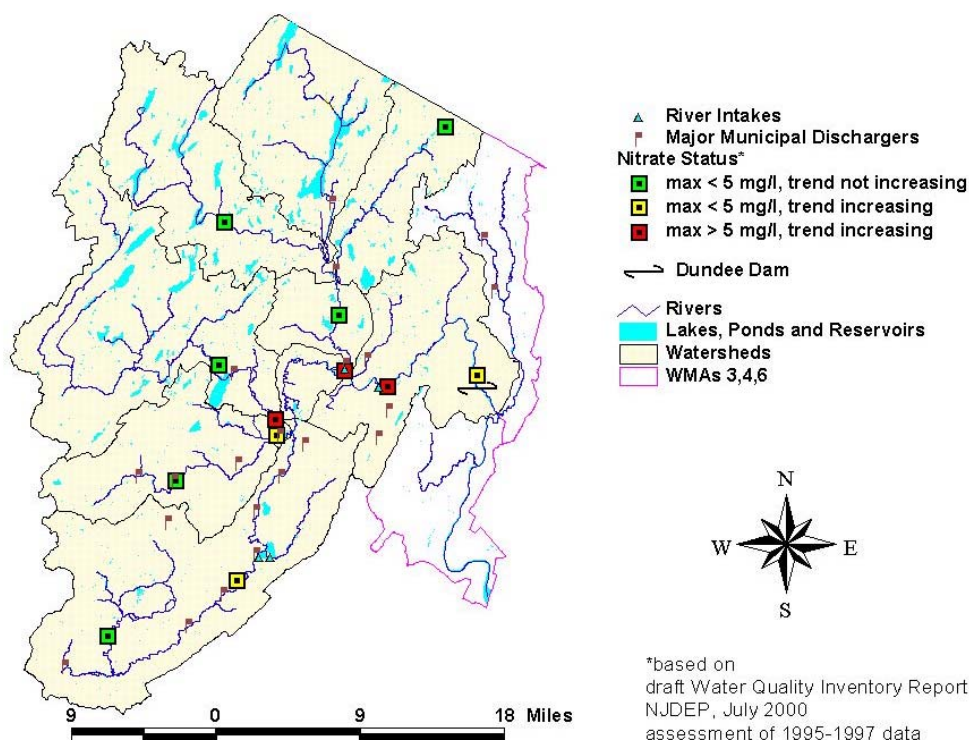 River Intakes
Major Municipal Dischargers
Nitrate Status*
max < 5 mg/l, trend not increasing
max < 5 mg/l, trend increasing
max > 5 mg/l, trend increasing
Dundee Dam
Rivers
Lakes, Ponds and Reservoirs
Watersheds
WMAs 3,4,6
N
W E
S
9 0 9 18 Miles
*based on
draft Water Quality Inventory Report
NJDEP, July 2000
assessment of 1995-1997 data